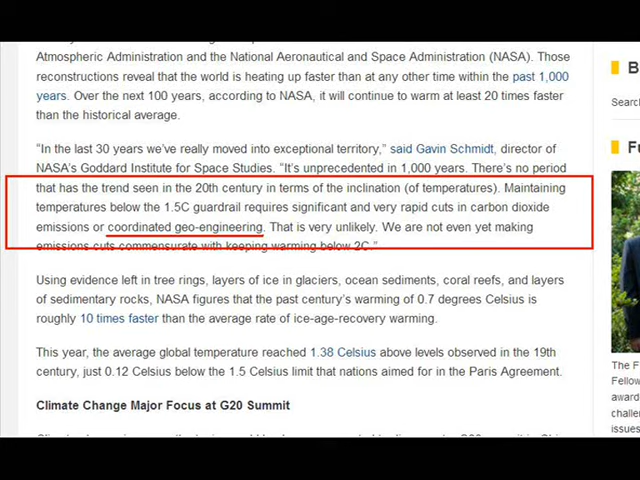 Atmospheric Administration and the National Aeronautical and Space Administration (NASA). Those
reconstructions reveal that the world is heating up faster than at any other time within the past 1,000
years. Over the next 100 years, according to NASA, it will continue to warm at least 20 times faster
than the historical average.
“In the last 30 years we’ve really moved into exceptional territory,” said Gavin Schmidt, director of
NASA’s Goddard Institute for Space Studies. “It’s unprecedented in 1,000 years. There’s no period
that has the trend seen in the 20th century in terms of the inclination (of temperatures). Maintaining
temperatures below the 1.5C guardrail requires significant and very rapid cuts in carbon dioxide
emissions or coordinated geo-engineering. That is very unlikely. We are not even yet making
emissions cuts commensurate with keeping warming below 2C.”
Using evidence left in tree rings, layers of ice in glaciers, ocean sediments, coral reefs, and layers
of sedimentary rocks, NASA figures that the past century’s warming of 0.7 degrees Celsius is
roughly 10 times faster than the average rate of ice-age-recovery warming.
This year, the average global temperature reached 1.38 Celsius above levels observed in the 19th
century, just 0.12 Celsius below the 1.5 Celsius limit that nations aimed for in the Paris Agreement.
Climate Change Major Focus at G20 Summit
B
Search
Fu
The F
Fellow
award
challe
issues